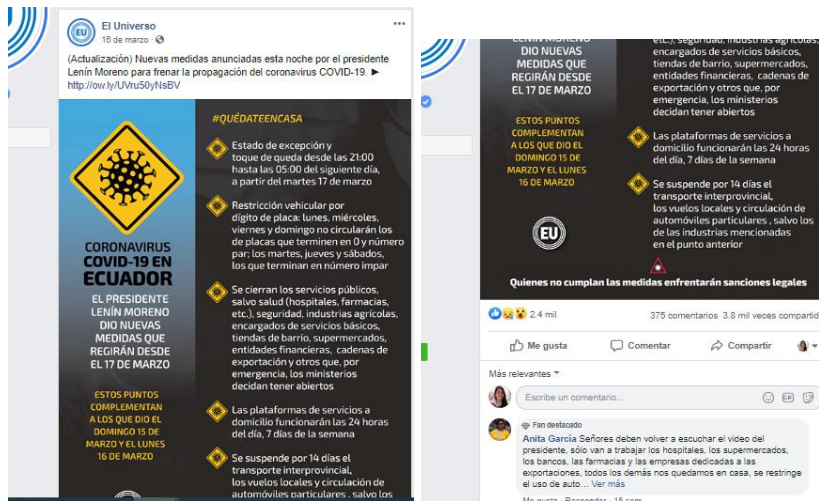 El Universo
16 de marzo ·
(Actualización) Nuevas medidas anunciadas esta noche por el presidente
Lenín Moreno para frenar la propagación del coronavirus COVID-19. ►
http://ow.ly/UVru50yNsBV
EU
CORONAVIRUS
COVID-19 EN
ECUADOR
EL PRESIDENTE
LENÍN MORENO
DIO NUEVAS
MEDIDAS QUE
REGIRÁN DESDE
EL 17 DE MARZO
ESTOS PUNTOS
COMPLEMENTAN
A LOS QUE DIO EL
DOMINGO 15 DE
MARZO Y EL LUNES
16 DE MARZO
#QUÉDATEENCASA
Estado de excepción y
toque de queda desde las 21:00
hasta las 05:00 del siguiente día,
a partir del martes 17 de marzo
Restricción vehicular por
dígito de placa: lunes, miércoles,
viernes y domingo no circularán los
de placas que terminen en 0 y número
par; los martes, jueves y sábados,
los que terminan en número impar
Se cierran los servicios públicos,
salvo salud (hospitales, farmacias,
etc.), seguridad, industrias agrícolas,
encargados de servicios básicos,
tiendas de barrio, supermercados,
entidades financieras, cadenas de
exportación y otros que, por
emergencia, los ministerios
decidan tener abiertos
Las plataformas de servicios a
domicilio funcionarán las 24 horas
del día, 7 días de la semana
Se suspende por 14 días el
transporte interprovincial,
los vuelos locales y circulación de
automóviles particulares , salvo los
LENÍN MORENO
DIO NUEVAS
MEDIDAS QUE
REGIRÁN DESDE
EL 17 DE MARZO
ESTOS PUNTOS
COMPLEMENTAN
A LOS QUE DIO EL
DOMINGO 15 DE
MARZO Y EL LUNES
16 DE MARZO
EU
etc.), seguridad, industrias agrícolas,
encargados de servicios básicos,
tiendas de barrio, supermercados,
entidades financieras, cadenas de
exportación y otros que, por
emergencia, los ministerios
decidan tener abiertos
Las plataformas de servicios a
domicilio funcionarán las 24 horas
del día, 7 días de la semana
Se suspende por 14 días el
transporte interprovincial,
los vuelos locales y circulación de
automóviles particulares , salvo los
de las industrias mencionadas
en el punto anterior
Quienes no cumplan las medidas enfrentarán sanciones legales
2.4 mil
375 comentarios 3.8 mil veces compartid
Me gusta Comentar Compartir
Más relevantes
Escribe un comentario...
Fan destacado
Anita García Señores deben volver a escuchar el video del
presidente, sólo van a trabajar los hospitales, los supermercados,
los bancos, las farmacias y las empresas dedicadas a las
exportaciones, todos los demás nos quedamos en casa, se restringe
el uso de auto... Ver más
Me gusta · Responder · 16 sem